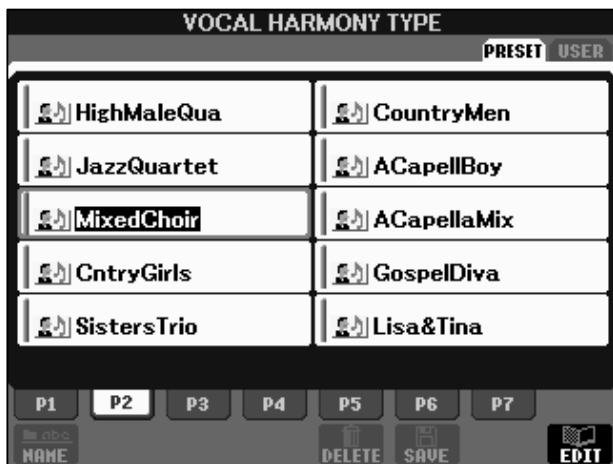 VOCAL HARMONY TYPE
PRESET USER
HighMaleQua CountryMen
JazzQuartet ACapellBoy
MixedChoir ACapellaMix
CntryGirls GospelDiva
SistersTrio Lisa&Tina
P1 P2 P3 P4 P5 P6 P7
abc
NAME DELETE SAVE EDIT